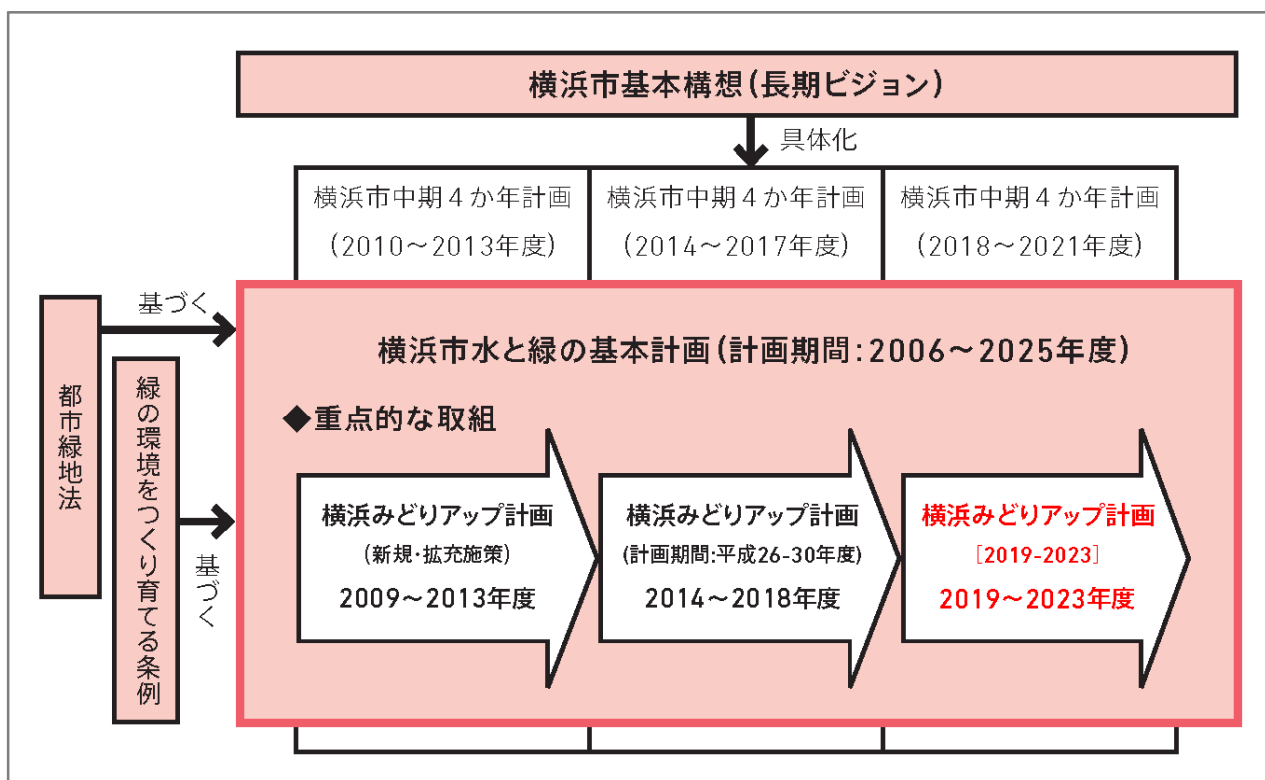 横浜市基本構想(長期ビジョン)
具体化
横浜市中期4か年計画
(2010～2013年度)
横浜市中期4か年計画
(2014～2017年度)
横浜市中期4か年計画
(2018～2021年度)
基づく
都市緑地法
緑の環境をつくり育てる条例
基づく
横浜市水と緑の基本計画(計画期間:2006～2025年度)
◆重点的な取組
横浜みどりアップ計画
(新規・拡充施策)
2009～2013年度
横浜みどりアップ計画
(計画期間:平成26-30年度)
2014～2018年度
横浜みどりアップ計画
[2019-2023]
2019～2023年度